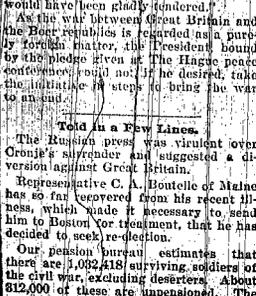 would have been gladly tendered."
As the war between Great Britain and
the Boer republics is regarded as a pure-
ly foreign matter, the President, bound
by the pledge given at The Hague peace
conference, could not, if he desired, take
the initiative in steps to bring the war
to an end.
Told in a Few Lines.
The Russian press was virulent over
Cronje's surrender and suggested a di-
version against Great Britain.
Representative C. A. Boutelle of Maine
has so far recovered from his recent ill-
ness, which made it necessary to send
him to Boston for treatment, that he has
decided to seek re-election.
Our pension bureau estimates that
there are 1,032,418 surviving soldiers of
the civil war, excluding deserters. About
312,000 of these are unpensioned. The